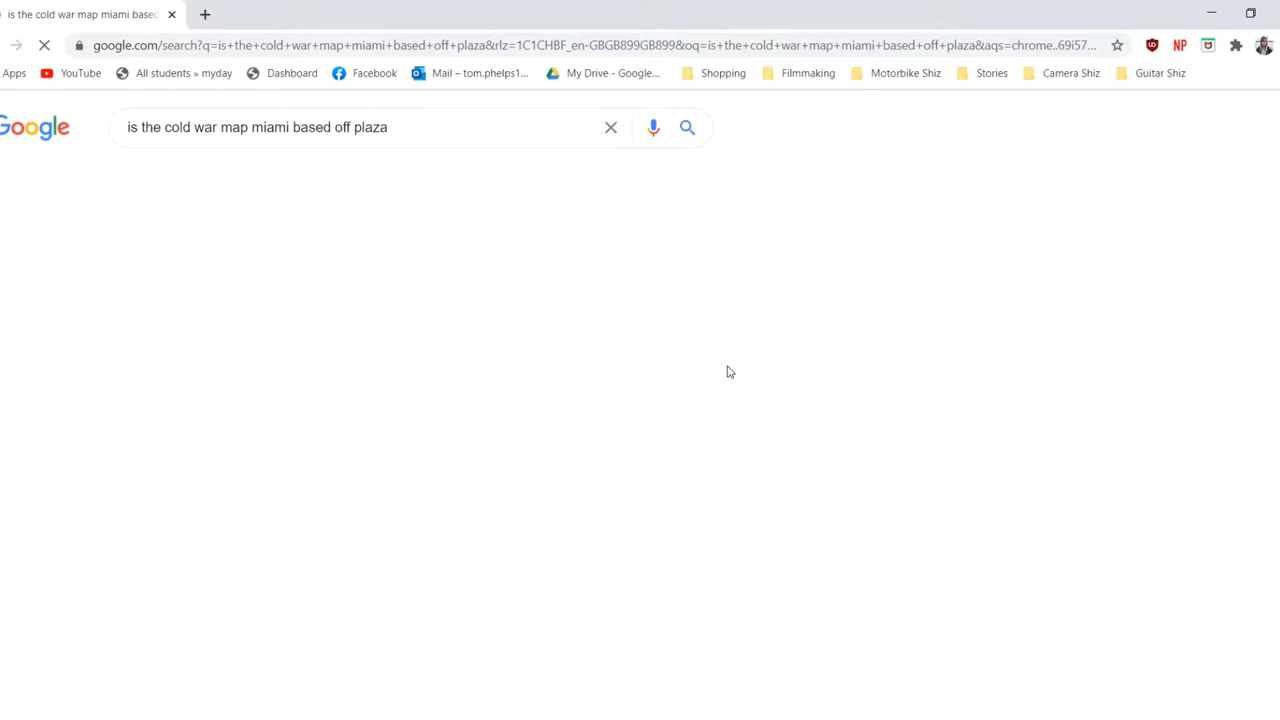 is the cold war map miami based
google.com/search?q=is+the+cold+war+map+miami+based+off+plaza&rlz=1C1CHBF_en-GBGB899GB899&oq=is+the+cold+war+map+miami+based+off+plaza&aqs=chrome..69i57...
Apps YouTube All students » myday Dashboard Facebook Mail – tom.phelps1... My Drive - Google... Shopping Filmmaking Motorbike Shiz Stories Camera Shiz Guitar Shiz
Google is the cold war map miami based off plaza